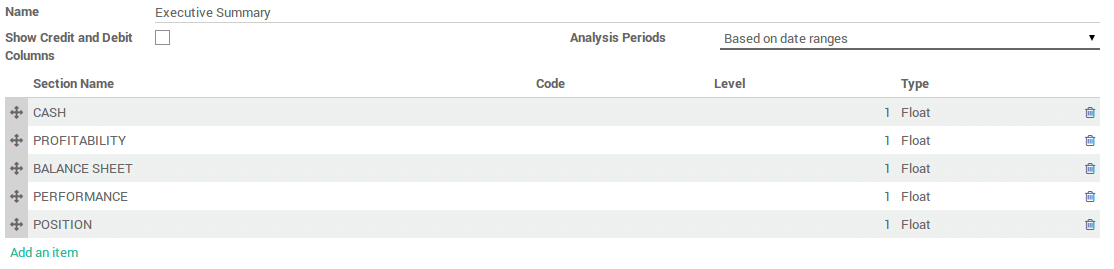 Name Executive Summary
Show Credit and Debit Columns Analysis Periods Based on date ranges
Section Name Code Level Type
CASH 1 Float
PROFITABILITY 1 Float
BALANCE SHEET 1 Float
PERFORMANCE 1 Float
POSITION 1 Float
Add an item